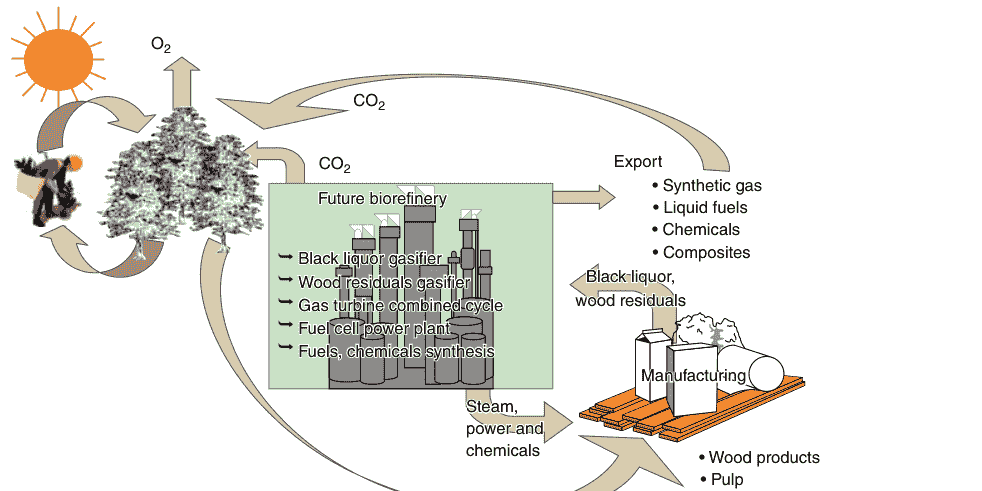 O2
CO2
CO2
Export
• Synthetic gas
• Liquid fuels
• Chemicals
• Composites
Future biorefinery
Black liquor gasifier
Wood residuals gasifier
Gas turbine combined cycle
Fuel cell power plant
Fuels, chemicals synthesis
Black liquor,
wood residuals
Manufacturing
Steam,
power and
chemicals
• Wood products
• Pulp